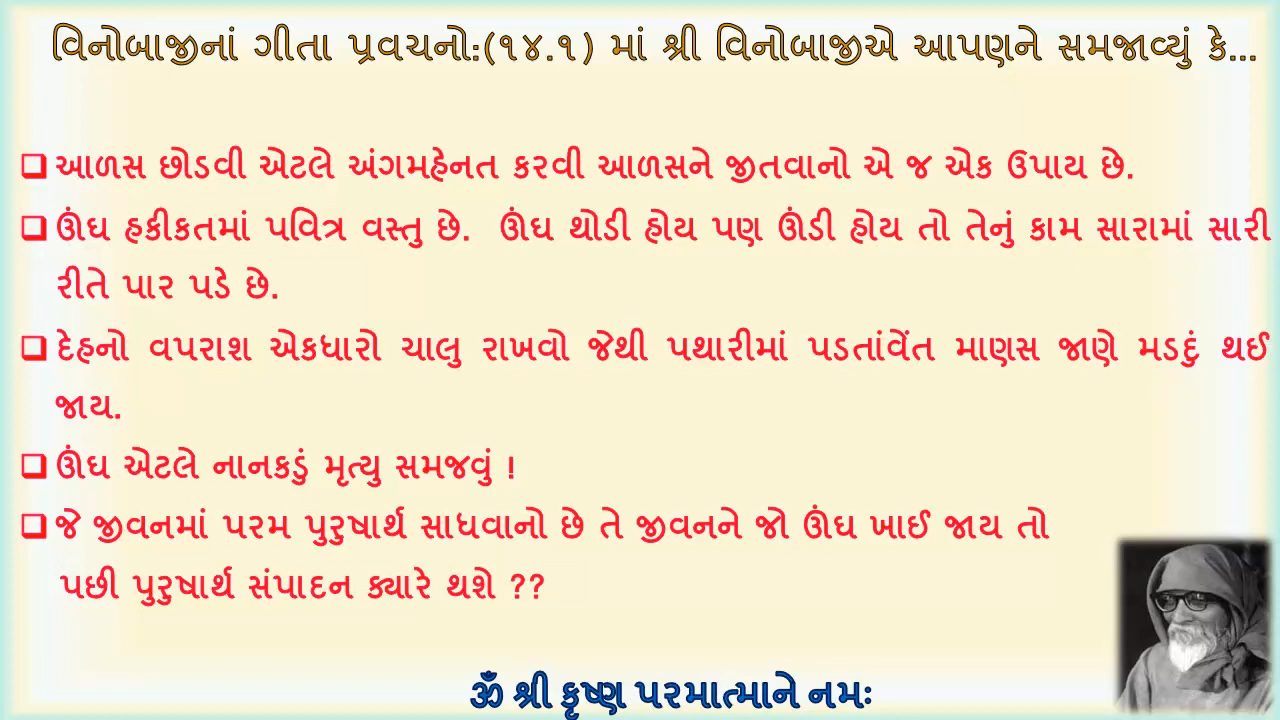 વિનોબાજીનાં ગીતા પ્રવચનો:(૧૪.૧) માં શ્રી વિનોબાજીએ આપણને સમજાવ્યું કે...
❑ આળસ છોડવી એટલે અંગમહેનત કરવી આળસને જીતવાનો એ જ એક ઉપાય છે.
❑ ઊંઘ હકીકતમાં પવિત્ર વસ્તુ છે. ઊંઘ થોડી હોય પણ ઊંડી હોય તો તેનું કામ સારામાં સારી
રીતે પાર પડે છે.
❑ દેહનો વપરાશ એકધારો ચાલુ રાખવો જેથી પથારીમાં પડતાંવેંત માણસ જાણે મડદું થઈ
જાય.
❑ ઊંઘ એટલે નાનકડું મૃત્યુ સમજવું !
❑ જે જીવનમાં પરમ પુરુષાર્થ સાધવાનો છે તે જીવનને જો ઊંઘ ખાઈ જાય તો
પછી પુરુષાર્થ સંપાદન ક્યારે થશે ??
ૐ શ્રી કૃષ્ણ પરમાત્માને નમઃ